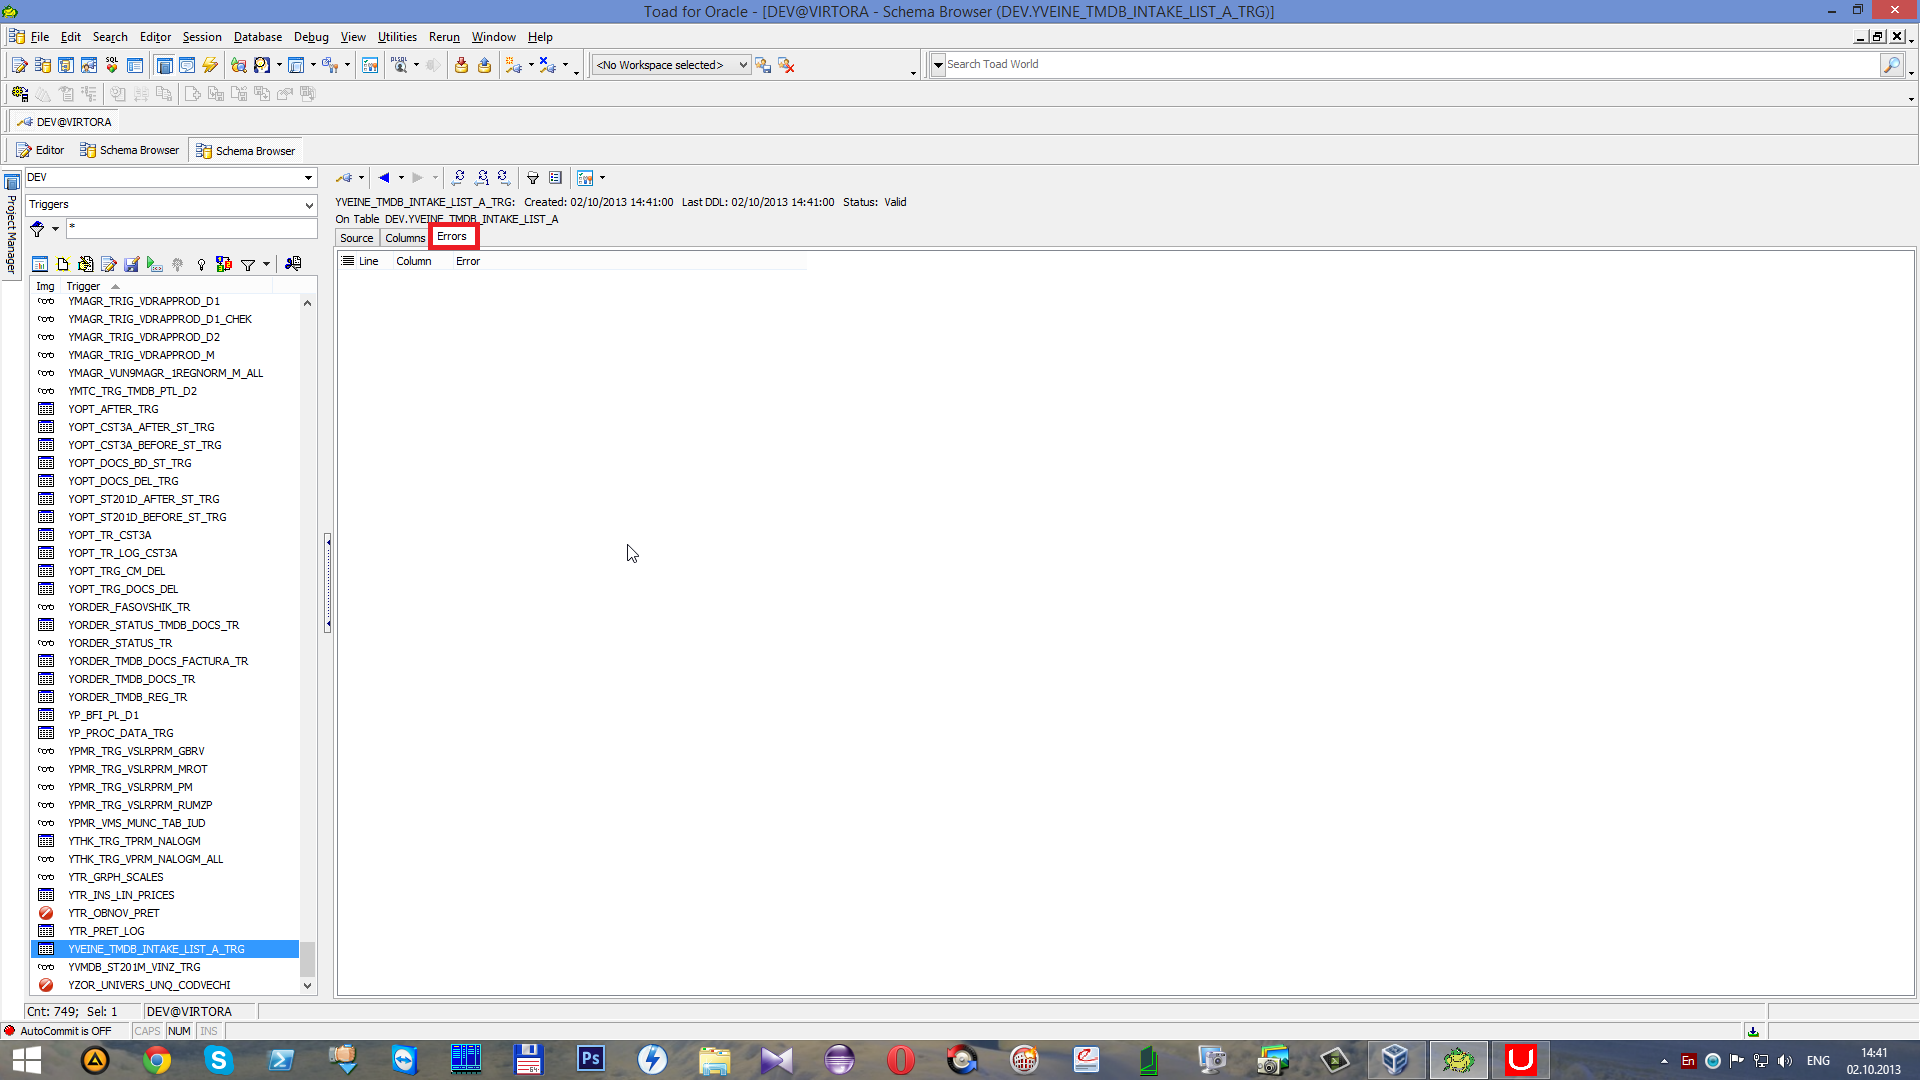 Toad for Oracle - [DEV@VIRTORA - Schema Browser (DEV.YVEINE_TMDB_INTAKE_LIST_A_TRG)]
File Edit Search Editor Session Database Debug View Utilities Rerun Window Help
SQL
<No Workspace selected>
Search Toad World
DEV@VIRTORA
Editor Schema Browser Schema Browser
Project Manager
DEV
Triggers
*
YVEINE_TMDB_INTAKE_LIST_A_TRG: Created: 02/10/2013 14:41:00 Last DDL: 02/10/2013 14:41:00 Status: Valid
On Table DEV.YVEINE_TMDB_INTAKE_LIST_A
Source Columns Errors
Line Column Error
Img Trigger
YMAGR_TRIG_VDRAPPROD_D1
YMAGR_TRIG_VDRAPPROD_D1_CHEK
YMAGR_TRIG_VDRAPPROD_D2
YMAGR_TRIG_VDRAPPROD_M
YMAGR_VUN9MAGR_1REGNORM_M_ALL
YMTC_TRG_TMDB_PTL_D2
YOPT_AFTER_TRG
YOPT_CST3A_AFTER_ST_TRG
YOPT_CST3A_BEFORE_ST_TRG
YOPT_DOCS_BD_ST_TRG
YOPT_DOCS_DEL_TRG
YOPT_ST201D_AFTER_ST_TRG
YOPT_ST201D_BEFORE_ST_TRG
YOPT_TR_CST3A
YOPT_TR_LOG_CST3A
YOPT_TRG_CM_DEL
YOPT_TRG_DOCS_DEL
YORDER_FASOVSHIK_TR
YORDER_STATUS_TMDB_DOCS_TR
YORDER_STATUS_TR
YORDER_TMDB_DOCS_FACTURA_TR
YORDER_TMDB_DOCS_TR
YORDER_TMDB_REG_TR
YP_BFI_PL_D1
YP_PROC_DATA_TRG
YPMR_TRG_VSLRPRM_GBRV
YPMR_TRG_VSLRPRM_MROT
YPMR_TRG_VSLRPRM_PM
YPMR_TRG_VSLRPRM_RUMZP
YPMR_VMS_MUNC_TAB_IUD
YTHK_TRG_TPRM_NALOGM
YTHK_TRG_VPRM_NALOGM_ALL
YTR_GRPH_SCALES
YTR_INS_LIN_PRICES
YTR_OBNOV_PRET
YTR_PRET_LOG
YVEINE_TMDB_INTAKE_LIST_A_TRG
YVMDB_ST201M_VINZ_TRG
YZOR_UNIVERS_UNQ_CODVECHI
Cnt: 749; Sel: 1 DEV@VIRTORA
AutoCommit is OFF CAPS NUM INS
Ps
64
En
ENG
14:41
02.10.2013